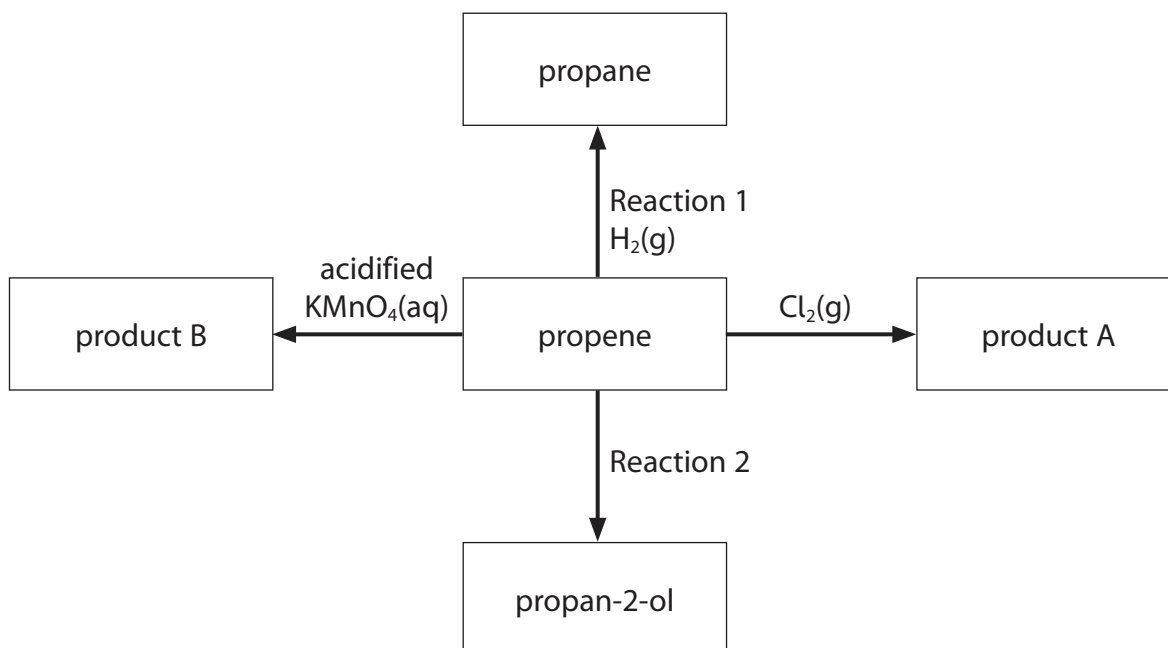 propane
Reaction 1
H₂(g)
acidified
KMnO₄(aq)
Cl₂(g)
product B
propene
product A
Reaction 2
propan-2-ol